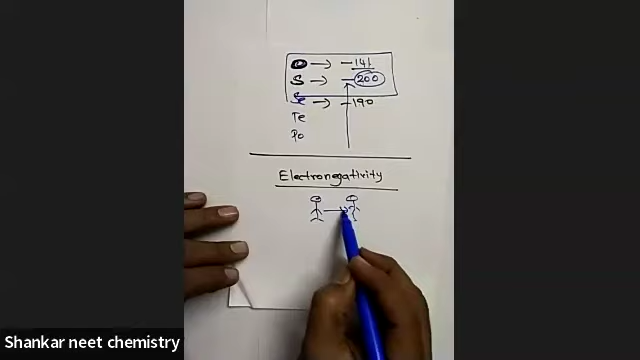 O → -141
S → -200
Se → -190
Te
Po
Electronegativity
Shankar neet chemistry